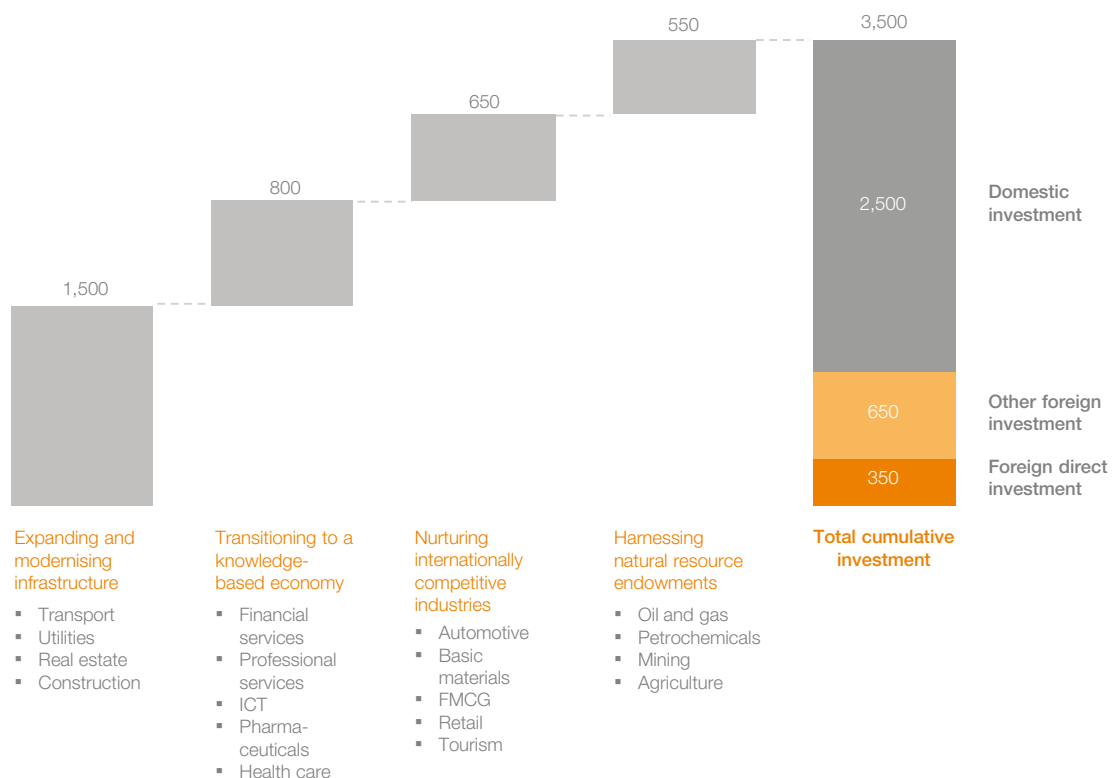 550
3,500
650
800
2,500
Domestic
investment
1,500
650
Other foreign
investment
350
Foreign direct
investment
Expanding and
modernising
infrastructure
▪ Transport
▪ Utilities
▪ Real estate
▪ Construction
Transitioning to a
knowledge-
based economy
▪ Financial
services
▪ Professional
services
▪ ICT
▪ Pharma-
ceuticals
▪ Health care
Nurturing
internationally
competitive
industries
▪ Automotive
▪ Basic
materials
▪ FMCG
▪ Retail
▪ Tourism
Harnessing
natural resource
endowments
▪ Oil and gas
▪ Petrochemicals
▪ Mining
▪ Agriculture
Total cumulative
investment